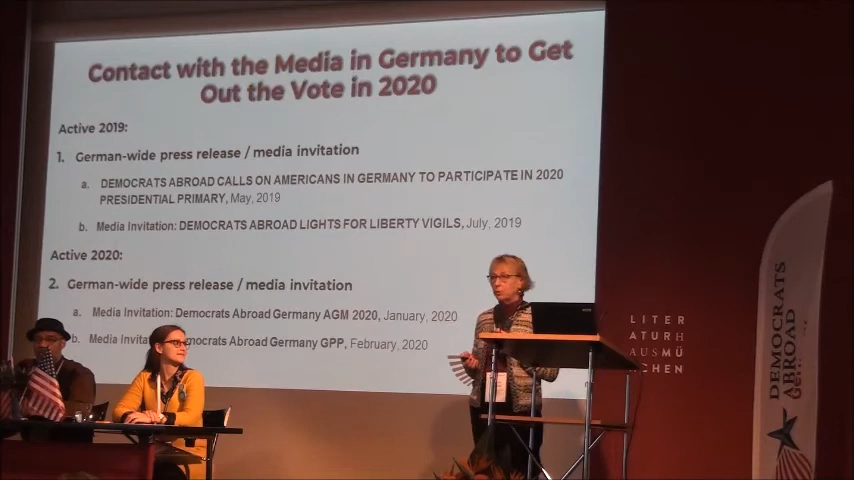 Contact with the Media in Germany to Get
Out the Vote in 2020
Active 2019:
1. German-wide press release / media invitation
a. DEMOCRATS ABROAD CALLS ON AMERICANS IN GERMANY TO PARTICIPATE IN 2020
PRESIDENTIAL PRIMARY, May, 2019
b. Media Invitation: DEMOCRATS ABROAD LIGHTS FOR LIBERTY VIGILS, July, 2019
Active 2020:
2. German-wide press release / media invitation
a. Media Invitation: Democrats Abroad Germany AGM 2020, January, 2020
b. Media Abroad Germany GPP, February, 2020
LITER
ATURH
AUSMÜ
CHEN
DEMOCRATS
ABROAD